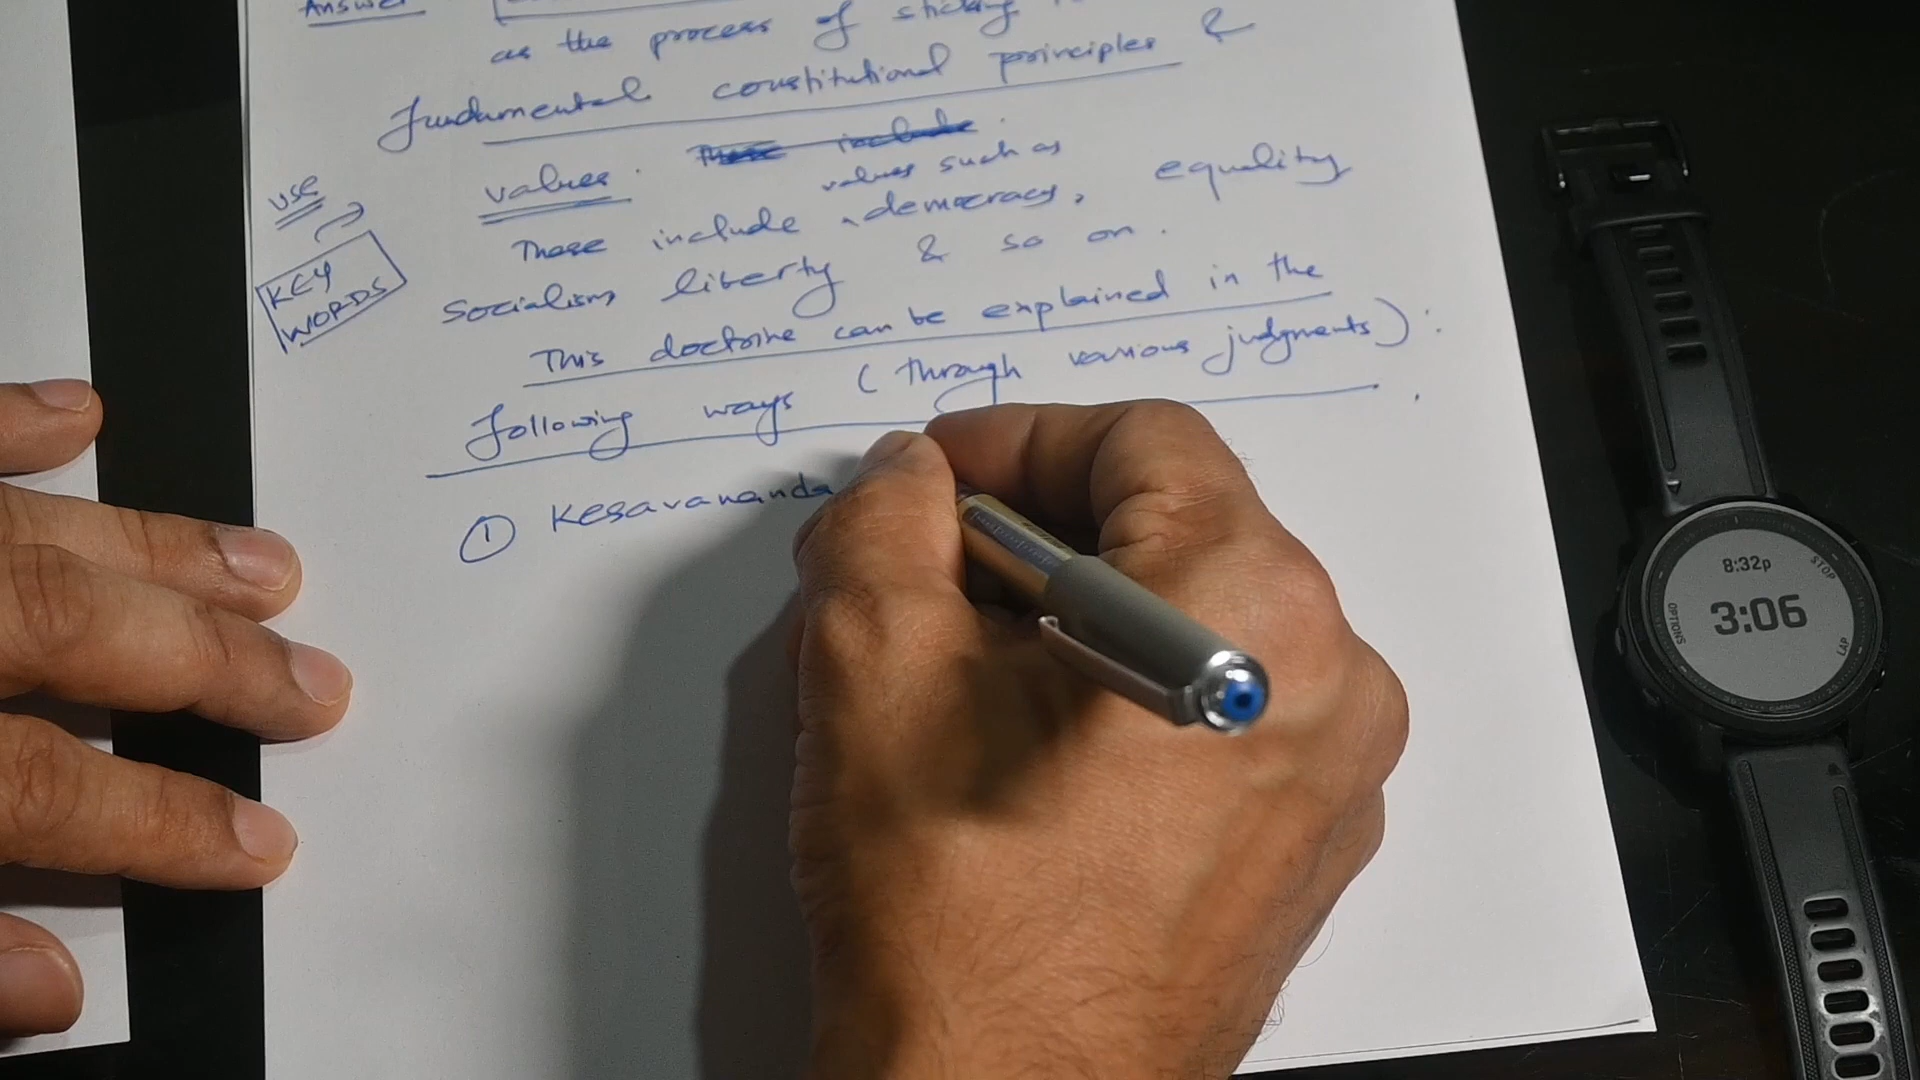 Answer
as the process of sticking
fundamental constitutional principles &
values.
These include values such as democracy, equality
Socialism liberty & so on.
This doctrine can be explained in the
following ways (through various judgments):
① Kesavananda
USE
KEY
WORDS
8:32p
3:06
STOP
OPTIONS
LAP